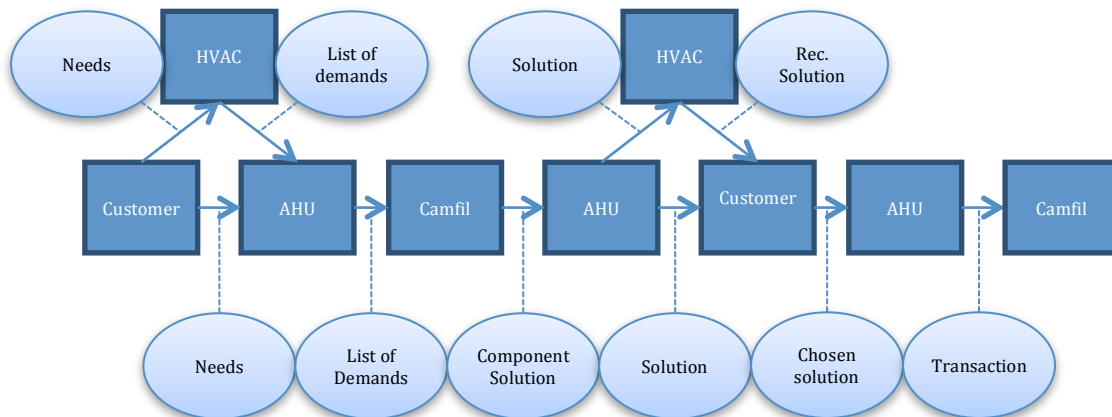 Needs
HVAC
List of
demands
Solution
HVAC
Rec.
Solution
Customer
AHU
Camfil
AHU
Customer
AHU
Camfil
Needs
List of
Demands
Component
Solution
Solution
Chosen
solution
Transaction